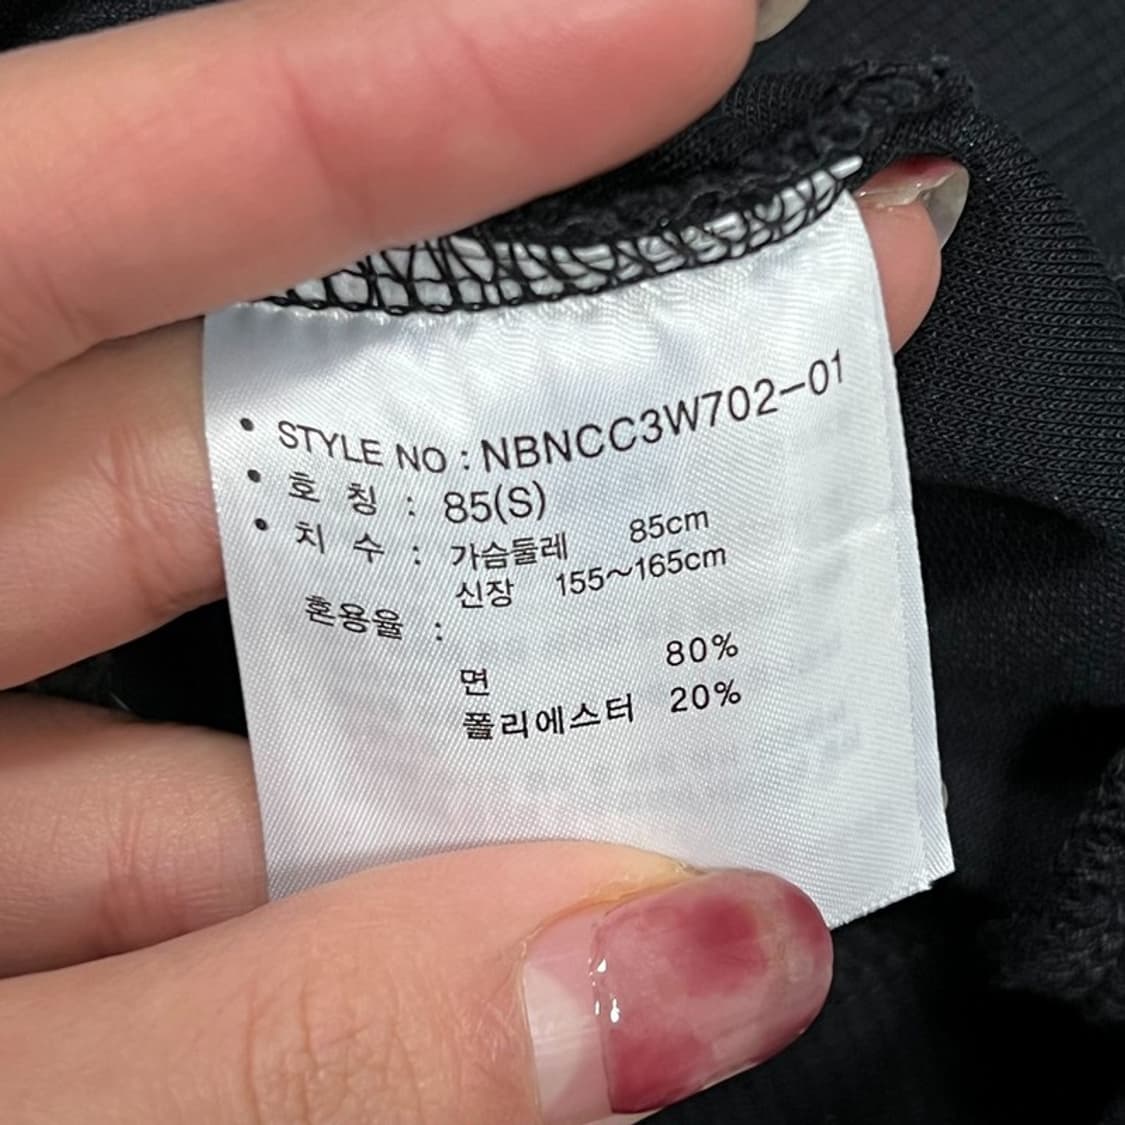 • STYLE NO : NBNCC3W702-01
• 호 칭 : 85(S)
• 치 수 : 가슴둘레 85cm
신장 155~165cm
혼용율 :
면 80%
폴리에스터 20%